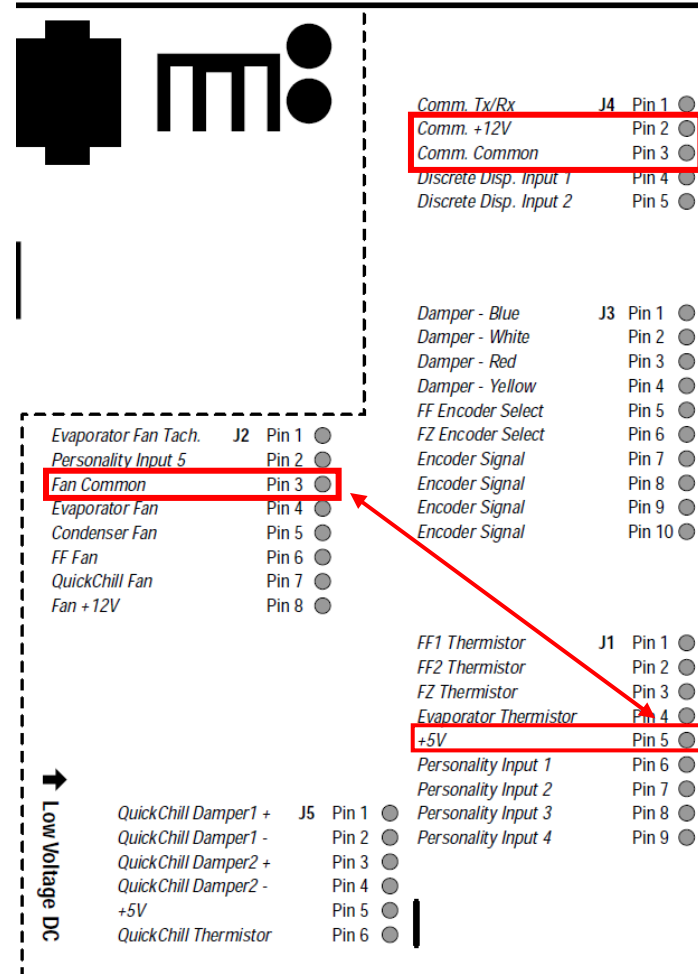 Comm. Tx/Rx J4 Pin 1
Comm. +12V Pin 2
Comm. Common Pin 3
Discrete Disp. Input 1 Pin 4
Discrete Disp. Input 2 Pin 5
Damper - Blue J3 Pin 1
Damper - White Pin 2
Damper - Red Pin 3
Damper - Yellow Pin 4
FF Encoder Select Pin 5
FZ Encoder Select Pin 6
Encoder Signal Pin 7
Encoder Signal Pin 8
Encoder Signal Pin 9
Encoder Signal Pin 10
Evaporator Fan Tach. J2 Pin 1
Personality Input 5 Pin 2
Fan Common Pin 3
Evaporator Fan Pin 4
Condenser Fan Pin 5
FF Fan Pin 6
QuickChill Fan Pin 7
Fan +12V Pin 8
FF1 Thermistor J1 Pin 1
FF2 Thermistor Pin 2
FZ Thermistor Pin 3
Evaporator Thermistor Pin 4
+5V Pin 5
Personality Input 1 Pin 6
Personality Input 2 Pin 7
Personality Input 3 Pin 8
Personality Input 4 Pin 9
Low Voltage DC
QuickChill Damper1 + J5 Pin 1
QuickChill Damper1 - Pin 2
QuickChill Damper2 + Pin 3
QuickChill Damper2 - Pin 4
+5V Pin 5
QuickChill Thermistor Pin 6